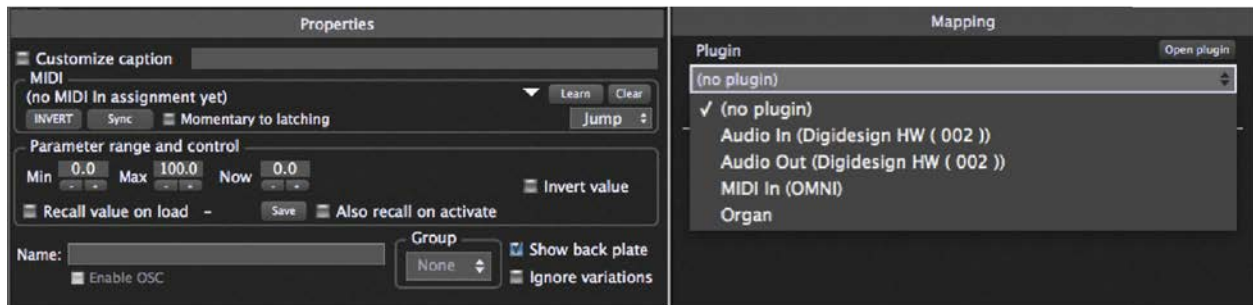 Properties
Customize caption
MIDI
(no MIDI In assignment yet) Learn Clear
INVERT Sync Momentary to latching Jump
Parameter range and control
Min 0.0 Max 100.0 Now 0.0
- + - + - +
Invert value
Recall value on load - Save Also recall on activate
Name:
Enable OSC
Group
None
Show back plate
Ignore variations
Mapping
Plugin Open plugin
(no plugin)
✓ (no plugin)
Audio In (Digidesign HW ( 002 ))
Audio Out (Digidesign HW ( 002 ))
MIDI In (OMNI)
Organ